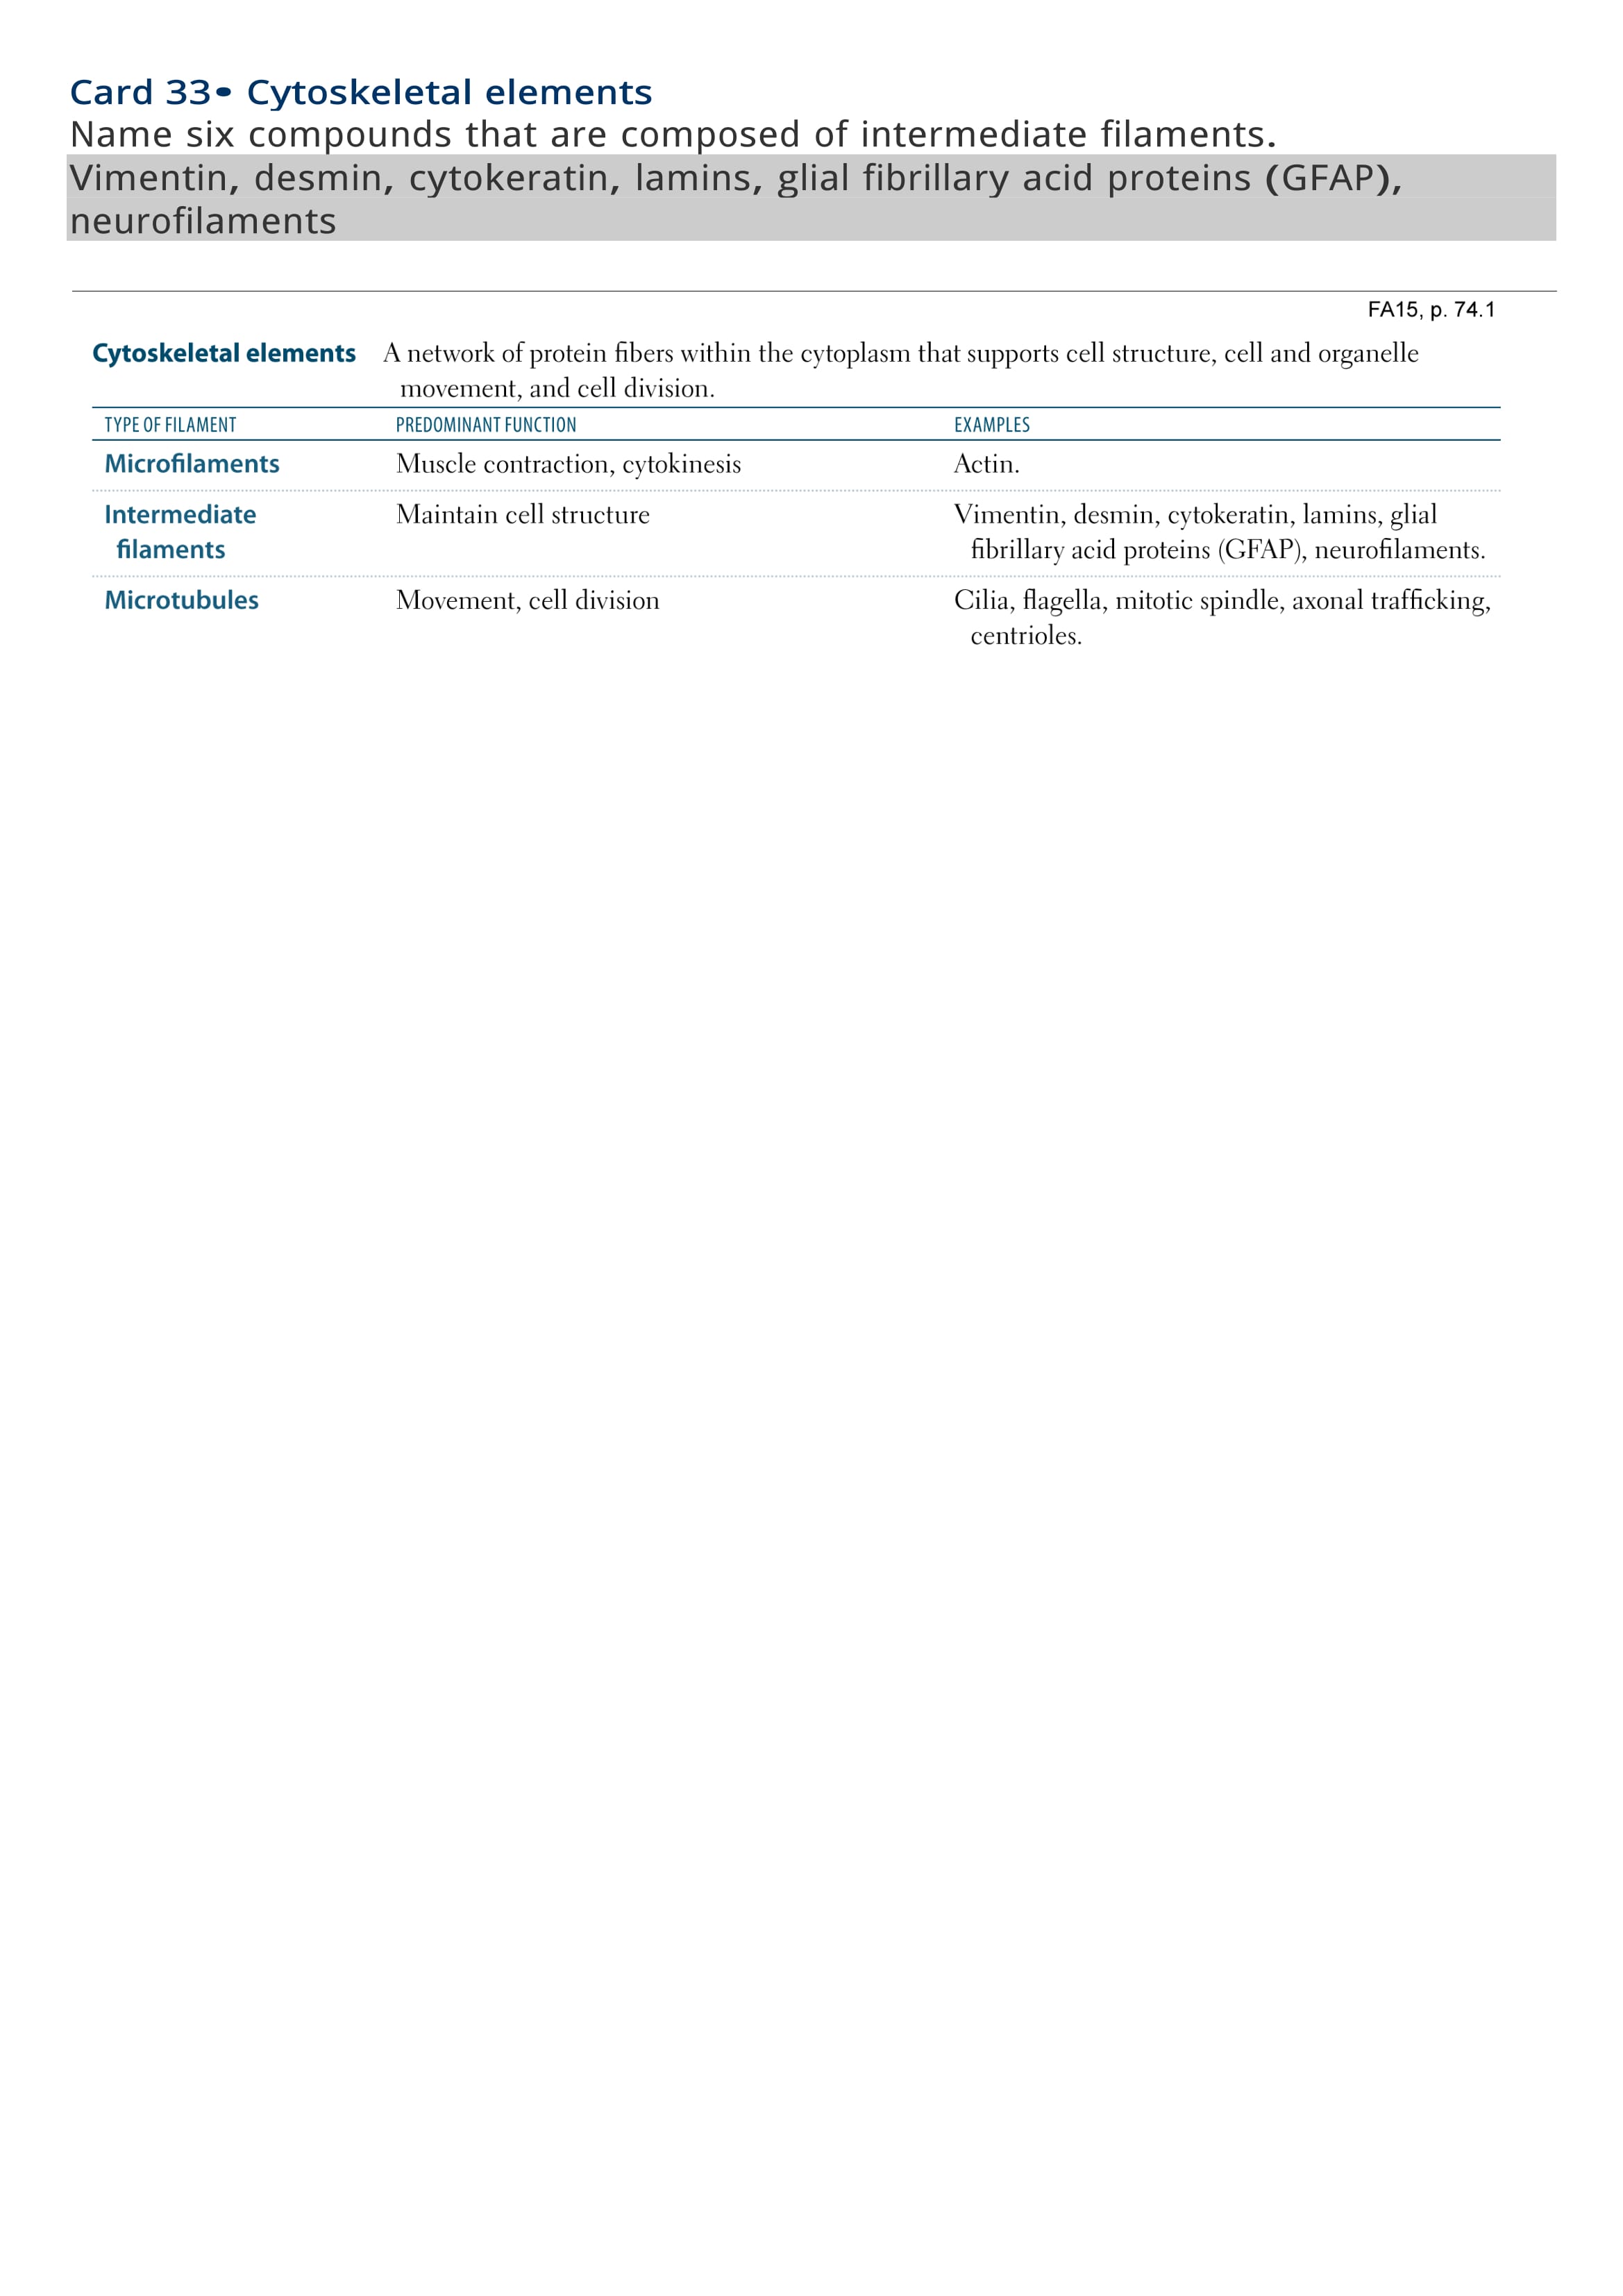 Card 33• Cytoskeletal elements
Name six compounds that are composed of intermediate filaments.
Vimentin, desmin, cytokeratin, lamins, glial fibrillary acid proteins (GFAP),
neurofilaments
FA15, p. 74.1
Cytoskeletal elements A network of protein fibers within the cytoplasm that supports cell structure, cell and organelle
movement, and cell division.
TYPE OF FILAMENT PREDOMINANT FUNCTION EXAMPLES
Microfilaments Muscle contraction, cytokinesis Actin.
Intermediate Maintain cell structure Vimentin, desmin, cytokeratin, lamins, glial
filaments fibrillary acid proteins (GFAP), neurofilaments.
Microtubules Movement, cell division Cilia, flagella, mitotic spindle, axonal trafficking,
centrioles.